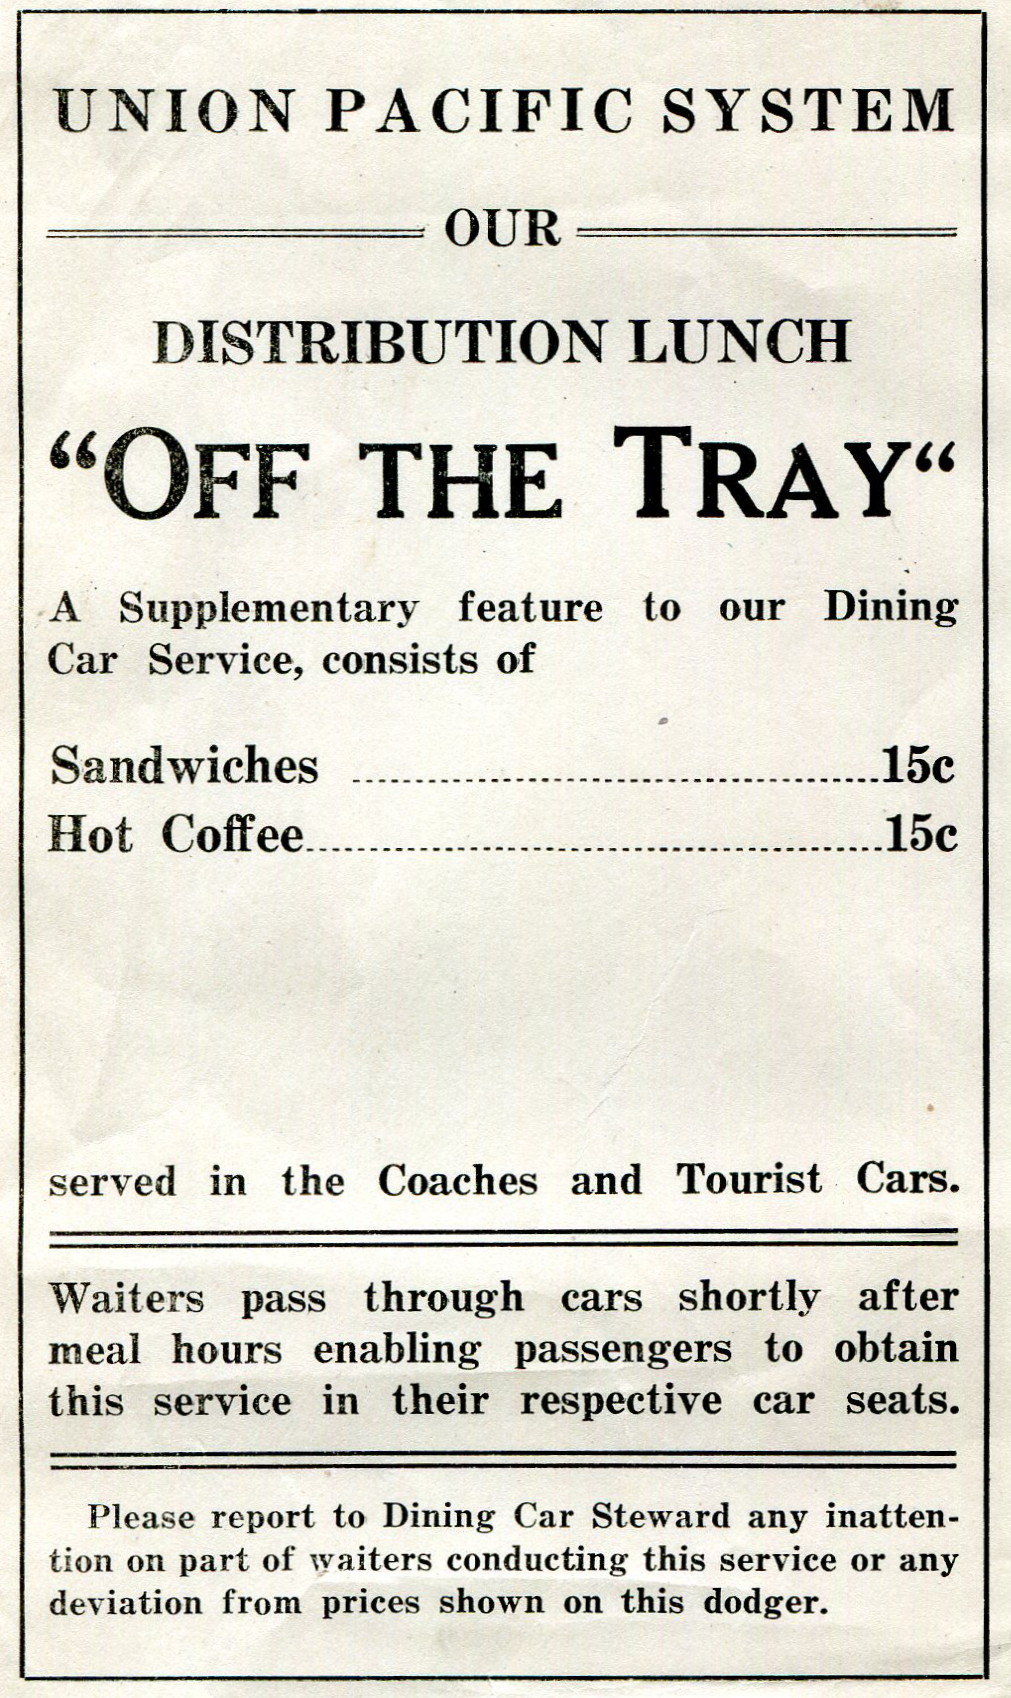 UNION PACIFIC SYSTEM
OUR
DISTRIBUTION LUNCH
“OFF THE TRAY“
A Supplementary feature to our Dining
Car Service, consists of
Sandwiches ........................................15c
Hot Coffee............................................15c
served in the Coaches and Tourist Cars.
Waiters pass through cars shortly after
meal hours enabling passengers to obtain
this service in their respective car seats.
Please report to Dining Car Steward any inatten-
tion on part of waiters conducting this service or any
deviation from prices shown on this dodger.